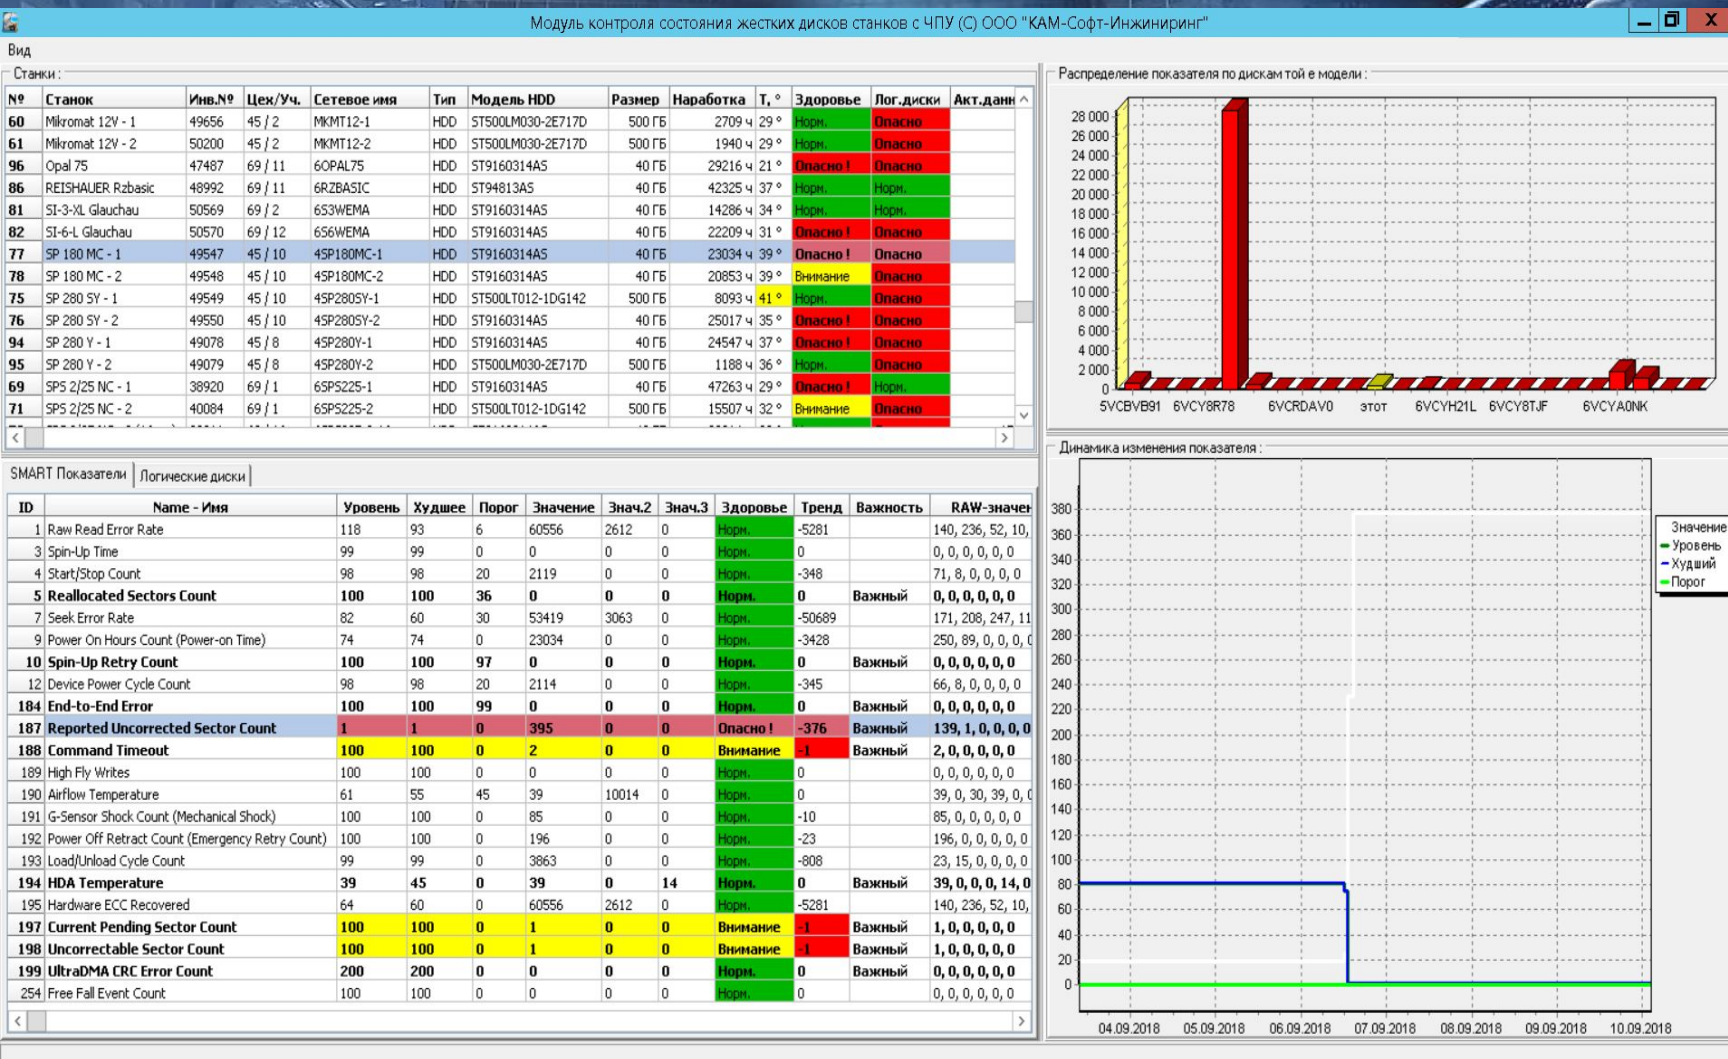 Модуль контроля состояния жестких дисков станков с ЧПУ (C) ООО "КАМ-Софт-Инжиниринг"
Вид
Станки :
№ Станок Инв.№ Цех/Уч. Сетевое имя Тип Модель HDD Размер Наработка Т, ° Здоровье Лог.диски Акт.данн
60 Mikromat 12V - 1 49656 45 / 2 MKMT12-1 HDD ST500LM030-2E717D 500 ГБ 2709 ч 29 ° Норм. Опасно
61 Mikromat 12V - 2 50200 45 / 2 MKMT12-2 HDD ST500LM030-2E717D 500 ГБ 1940 ч 29 ° Норм. Опасно
96 Opal 75 47487 69 / 11 6OPAL75 HDD ST9160314AS 40 ГБ 29216 ч 21 ° Опасно ! Опасно
86 REISHAUER Rzbasic 48992 69 / 11 6RZBASIC HDD ST94813AS 40 ГБ 42325 ч 37 ° Норм. Норм.
81 SI-3-XL Glauchau 50569 69 / 2 6S3WEMA HDD ST9160314AS 40 ГБ 14286 ч 34 ° Норм. Норм.
82 SI-6-L Glauchau 50570 69 / 12 6S6WEMA HDD ST9160314AS 40 ГБ 22209 ч 31 ° Опасно ! Опасно
77 SP 180 MC - 1 49547 45 / 10 4SP180MC-1 HDD ST9160314AS 40 ГБ 23034 ч 39 ° Опасно ! Опасно
78 SP 180 MC - 2 49548 45 / 10 4SP180MC-2 HDD ST9160314AS 40 ГБ 20853 ч 39 ° Внимание Опасно
75 SP 280 SY - 1 49549 45 / 10 4SP280SY-1 HDD ST500LT012-1DG142 500 ГБ 8093 ч 41 ° Норм. Опасно
76 SP 280 SY - 2 49550 45 / 10 4SP280SY-2 HDD ST9160314AS 40 ГБ 25017 ч 35 ° Опасно ! Опасно
94 SP 280 Y - 1 49078 45 / 8 4SP280Y-1 HDD ST9160314AS 40 ГБ 24547 ч 37 ° Опасно ! Опасно
95 SP 280 Y - 2 49079 45 / 8 4SP280Y-2 HDD ST500LM030-2E717D 500 ГБ 1188 ч 36 ° Норм. Опасно
69 SPS 2/25 NC - 1 38920 69 / 1 6SPS225-1 HDD ST9160314AS 40 ГБ 47263 ч 29 ° Опасно ! Норм.
71 SPS 2/25 NC - 2 40084 69 / 1 6SPS225-2 HDD ST500LT012-1DG142 500 ГБ 15507 ч 32 ° Внимание Опасно
SMART Показатели Логические диски
ID Name - Имя Уровень Худшее Порог Значение Знач.2 Знач.3 Здоровье Тренд Важность RAW-значен
1 Raw Read Error Rate 118 93 6 60556 2612 0 Норм. -5281 140, 236, 52, 10,
3 Spin-Up Time 99 99 0 0 0 0 Норм. 0 0, 0, 0, 0, 0, 0
4 Start/Stop Count 98 98 20 2119 0 0 Норм. -348 71, 8, 0, 0, 0, 0
5 Reallocated Sectors Count 100 100 36 0 0 0 Норм. 0 Важный 0, 0, 0, 0, 0, 0
7 Seek Error Rate 82 60 30 53419 3063 0 Норм. -50689 171, 208, 247, 11
9 Power On Hours Count (Power-on Time) 74 74 0 23034 0 0 Норм. -3428 250, 89, 0, 0, 0, 0
10 Spin-Up Retry Count 100 100 97 0 0 0 Норм. 0 Важный 0, 0, 0, 0, 0, 0
12 Device Power Cycle Count 98 98 20 2114 0 0 Норм. -345 66, 8, 0, 0, 0, 0
184 End-to-End Error 100 100 99 0 0 0 Норм. 0 Важный 0, 0, 0, 0, 0, 0
187 Reported Uncorrected Sector Count 1 1 0 395 0 0 Опасно ! -376 Важный 139, 1, 0, 0, 0, 0
188 Command Timeout 100 100 0 2 0 0 Внимание -1 Важный 2, 0, 0, 0, 0, 0
189 High Fly Writes 100 100 0 0 0 0 Норм. 0 0, 0, 0, 0, 0, 0
190 Airflow Temperature 61 55 45 39 10014 0 Норм. 0 39, 0, 30, 39, 0, 0
191 G-Sensor Shock Count (Mechanical Shock) 100 100 0 85 0 0 Норм. -10 85, 0, 0, 0, 0, 0
192 Power Off Retract Count (Emergency Retry Count) 100 100 0 196 0 0 Норм. -23 196, 0, 0, 0, 0, 0
193 Load/Unload Cycle Count 99 99 0 3863 0 0 Норм. -808 23, 15, 0, 0, 0, 0
194 HDA Temperature 39 45 0 39 0 14 Норм. 0 Важный 39, 0, 0, 0, 14, 0
195 Hardware ECC Recovered 64 60 0 60556 2612 0 Норм. -5281 140, 236, 52, 10,
197 Current Pending Sector Count 100 100 0 1 0 0 Внимание -1 Важный 1, 0, 0, 0, 0, 0
198 Uncorrectable Sector Count 100 100 0 1 0 0 Внимание -1 Важный 1, 0, 0, 0, 0, 0
199 UltraDMA CRC Error Count 200 200 0 0 0 0 Норм. 0 Важный 0, 0, 0, 0, 0, 0
254 Free Fall Event Count 100 100 0 0 0 0 Норм. 0 0, 0, 0, 0, 0, 0
Распределение показателя по дискам той е модели :
28 000
26 000
24 000
22 000
20 000
18 000
16 000
14 000
12 000
10 000
8 000
6 000
4 000
2 000
0
5VCBVB91 6VCY8R78 6VCRDAV0 этот 6VCYH21L 6VCY8TJF 6VCYA0NK
Динамика изменения показателя :
380
360
340
320
300
280
260
240
220
200
180
160
140
120
100
80
60
40
20
0
04.09.2018 05.09.2018 06.09.2018 07.09.2018 08.09.2018 09.09.2018 10.09.2018
Значение
Уровень
Худший
Порог